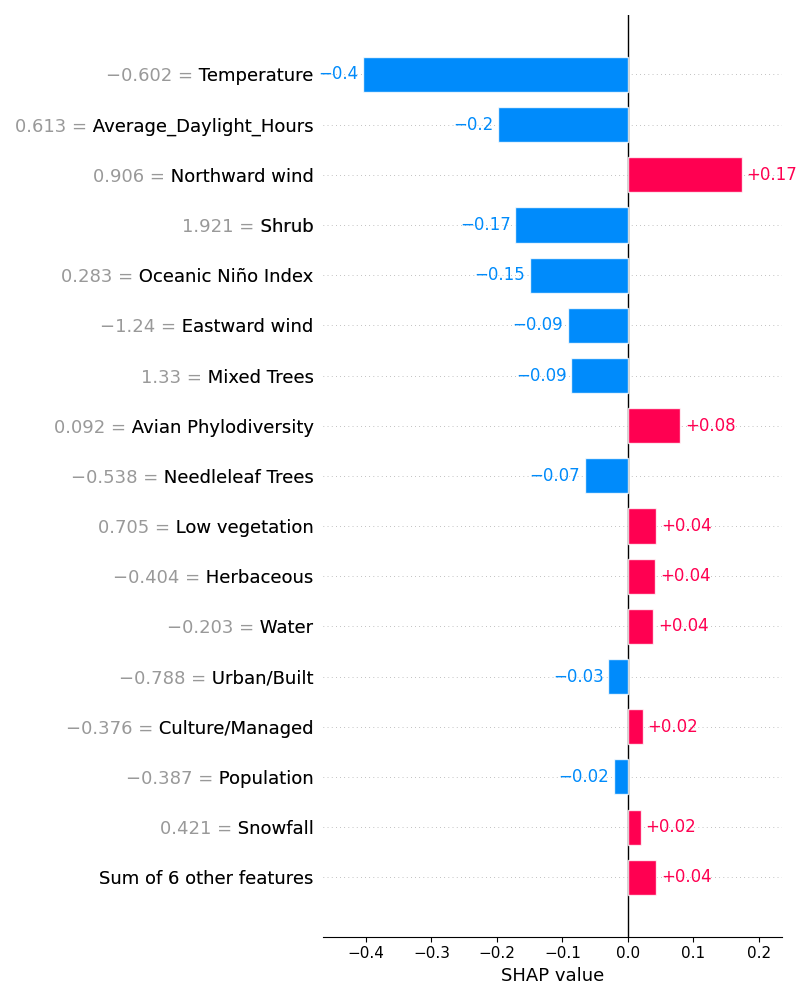 −0.602 = Temperature −0.4
0.613 = Average_Daylight_Hours −0.2
0.906 = Northward wind +0.17
1.921 = Shrub −0.17
0.283 = Oceanic Niño Index −0.15
−1.24 = Eastward wind −0.09
1.33 = Mixed Trees −0.09
0.092 = Avian Phylodiversity +0.08
−0.538 = Needleleaf Trees −0.07
0.705 = Low vegetation +0.04
−0.404 = Herbaceous +0.04
−0.203 = Water +0.04
−0.788 = Urban/Built −0.03
−0.376 = Culture/Managed +0.02
−0.387 = Population −0.02
0.421 = Snowfall +0.02
Sum of 6 other features +0.04
−0.4 −0.3 −0.2 −0.1 0.0 0.1 0.2
SHAP value